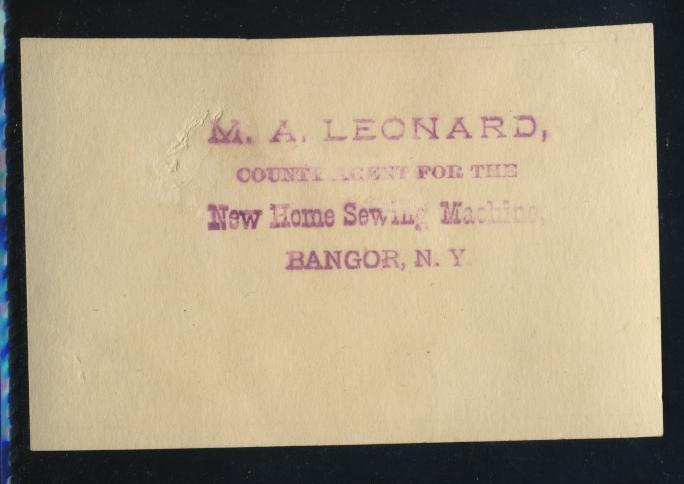 M. A. LEONARD,
COUNTY AGENT FOR THE
New Home Sewing Machine,
BANGOR, N. Y.